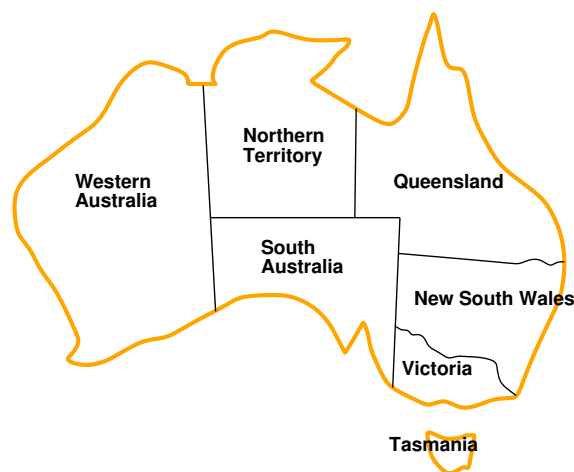 Northern
Territory
Western
Australia
Queensland
South
Australia
New South Wales
Victoria
Tasmania